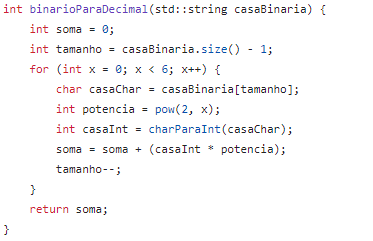 int binarioParaDecimal(std::string casaBinaria) {
    int soma = 0;
    int tamanho = casaBinaria.size() - 1;
    for (int x = 0; x < 6; x++) {
        char casaChar = casaBinaria[tamanho];
        int potencia = pow(2, x);
        int casaInt = charParaInt(casaChar);
        soma = soma + (casaInt * potencia);
        tamanho--;
    }
    return soma;
}